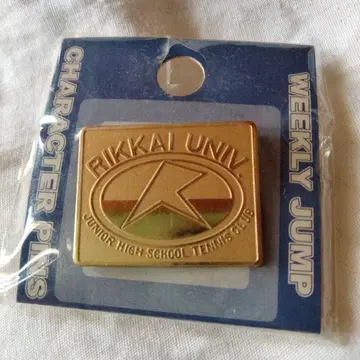 WEEKLY JUMP
CHARACTER PINS
RIKKAI UNIV.
JUNIOR HIGH SCHOOL TENNIS CLUB